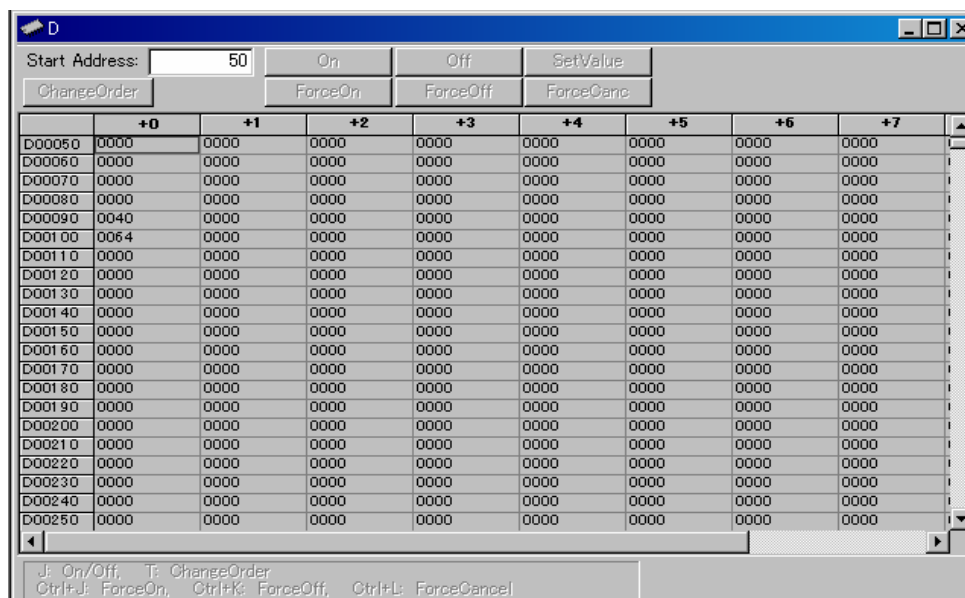 D
Start Address: 50 On Off SetValue
ChangeOrder ForceOn ForceOff ForceCanc
+0 +1 +2 +3 +4 +5 +6 +7
D00050 0000 0000 0000 0000 0000 0000 0000 0000
D00060 0000 0000 0000 0000 0000 0000 0000 0000
D00070 0000 0000 0000 0000 0000 0000 0000 0000
D00080 0000 0000 0000 0000 0000 0000 0000 0000
D00090 0040 0000 0000 0000 0000 0000 0000 0000
D00100 0064 0000 0000 0000 0000 0000 0000 0000
D00110 0000 0000 0000 0000 0000 0000 0000 0000
D00120 0000 0000 0000 0000 0000 0000 0000 0000
D00130 0000 0000 0000 0000 0000 0000 0000 0000
D00140 0000 0000 0000 0000 0000 0000 0000 0000
D00150 0000 0000 0000 0000 0000 0000 0000 0000
D00160 0000 0000 0000 0000 0000 0000 0000 0000
D00170 0000 0000 0000 0000 0000 0000 0000 0000
D00180 0000 0000 0000 0000 0000 0000 0000 0000
D00190 0000 0000 0000 0000 0000 0000 0000 0000
D00200 0000 0000 0000 0000 0000 0000 0000 0000
D00210 0000 0000 0000 0000 0000 0000 0000 0000
D00220 0000 0000 0000 0000 0000 0000 0000 0000
D00230 0000 0000 0000 0000 0000 0000 0000 0000
D00240 0000 0000 0000 0000 0000 0000 0000 0000
D00250 0000 0000 0000 0000 0000 0000 0000 0000
J: On/Off, T: ChangeOrder
Ctrl+J: ForceOn, Ctrl+K: ForceOff, Ctrl+L: ForceCancel